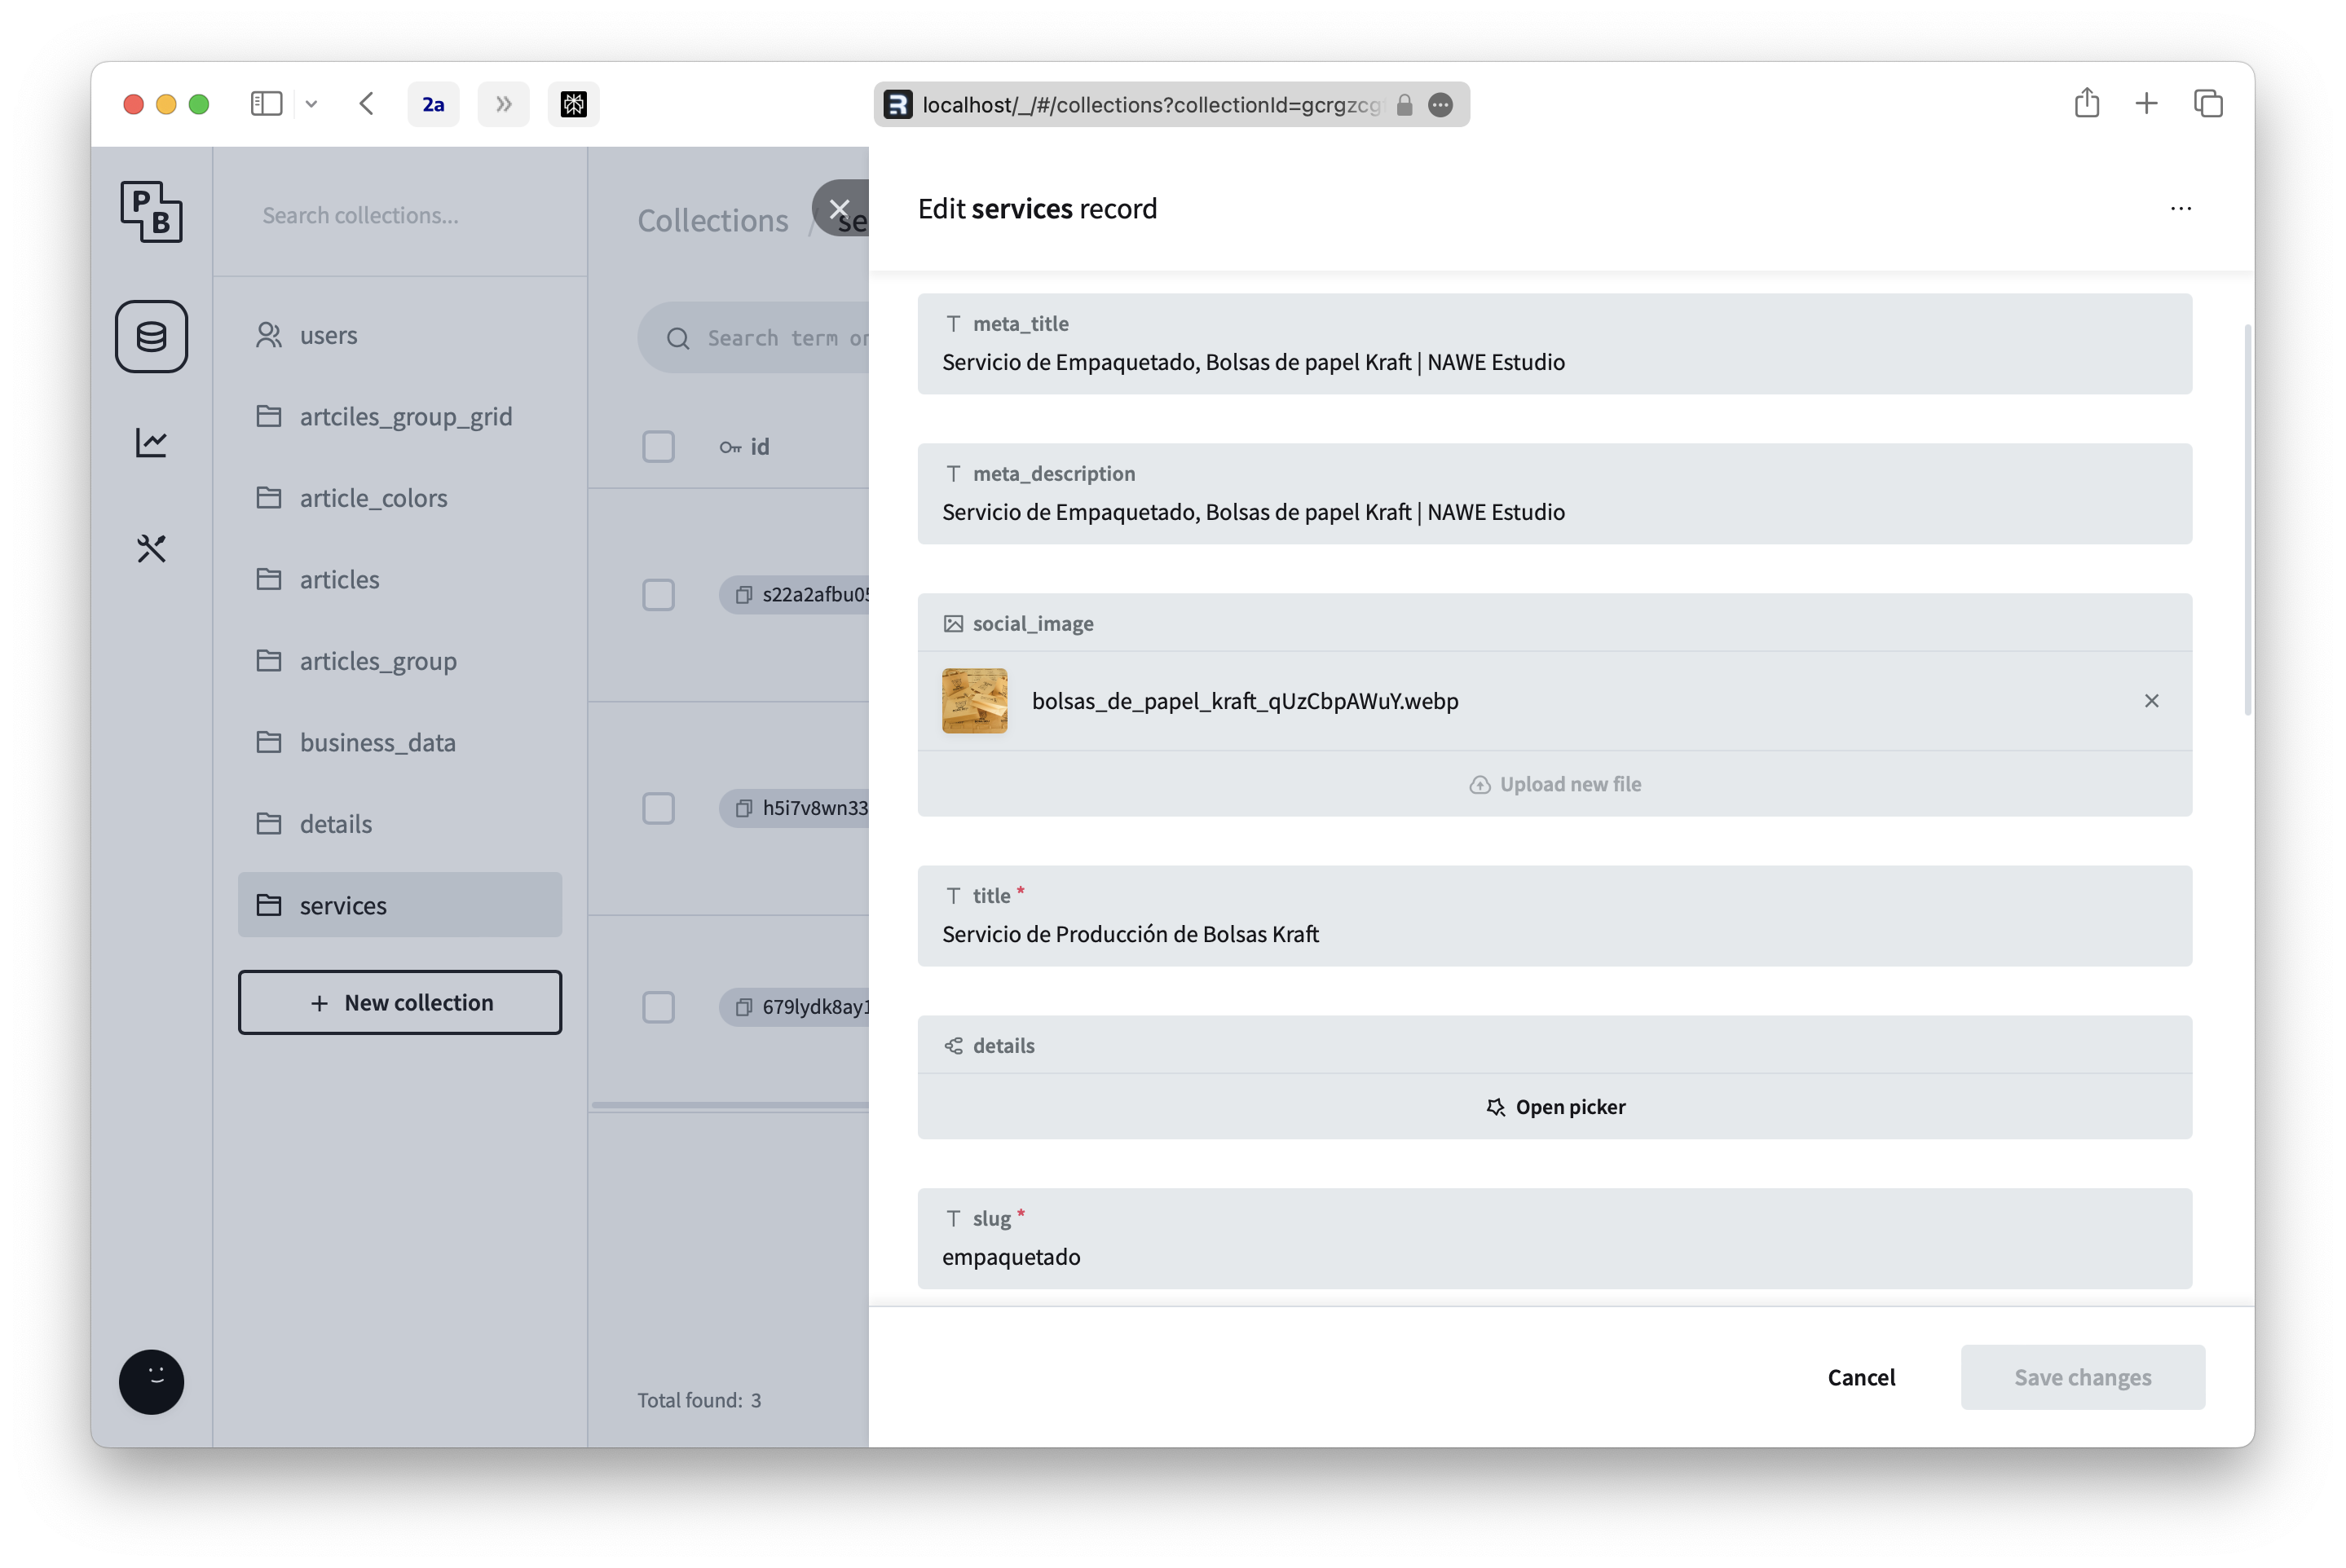 2a
localhost/_/#/collections?collectionId=gcrgzcg
P
B
Search collections...
users
artciles_group_grid
article_colors
articles
articles_group
business_data
details
services
New collection
Collections / se
Search term or
id
s22a2afbu05
h5i7v8wn33
679lydk8ay1
Total found: 3
Edit services record
meta_title
Servicio de Empaquetado, Bolsas de papel Kraft | NAWE Estudio
meta_description
Servicio de Empaquetado, Bolsas de papel Kraft | NAWE Estudio
social_image
bolsas_de_papel_kraft_qUzCbpAWuY.webp
Upload new file
title *
Servicio de Producción de Bolsas Kraft
details
Open picker
slug *
empaquetado
Cancel
Save changes